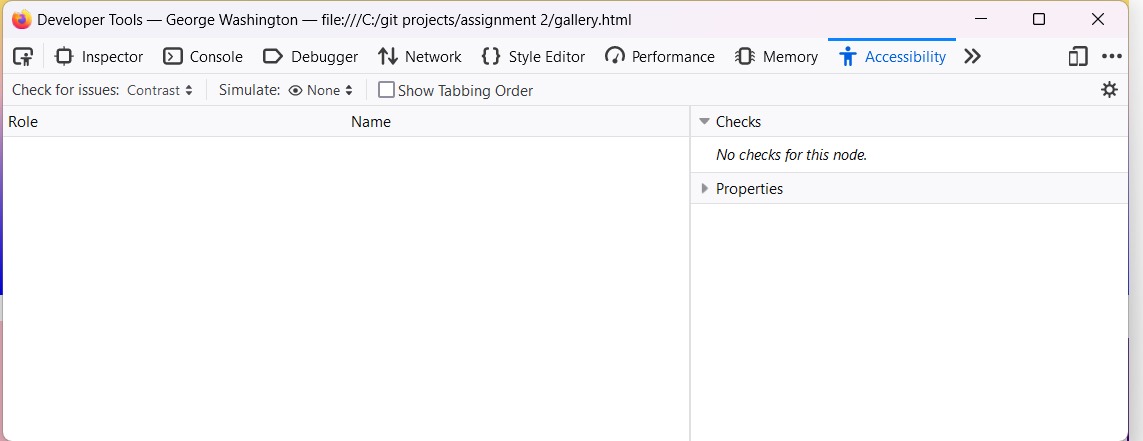 Developer Tools — George Washington — file:///C:/git projects/assignment 2/gallery.html
Inspector Console Debugger Network Style Editor Performance Memory Accessibility
Check for issues: Contrast Simulate: None Show Tabbing Order
Role Name Checks
No checks for this node.
Properties